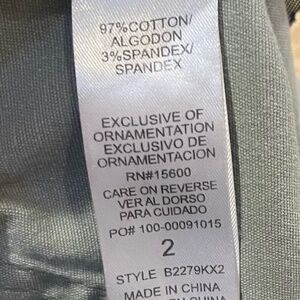 97%COTTON/
ALGODON
3%SPANDEX/
SPANDEX
EXCLUSIVE OF
ORNAMENTATION
EXCLUSIVO DE
ORNAMENTACION
RN#15600
CARE ON REVERSE
VER AL DORSO
PARA CUIDADO
PO# 100-00091015
2
STYLE B2279KX2
MADE IN CHINA
CHINA